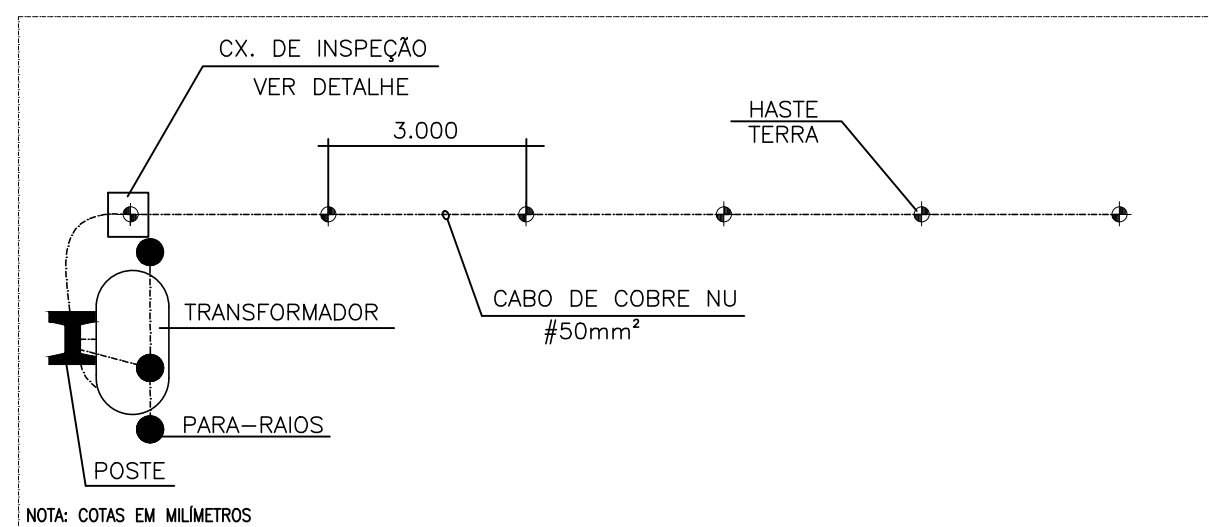 CX. DE INSPEÇÃO
VER DETALHE
3.000
HASTE
TERRA
CABO DE COBRE NU
#50mm²
TRANSFORMADOR
PARA-RAIOS
POSTE
NOTA: COTAS EM MILÍMETROS